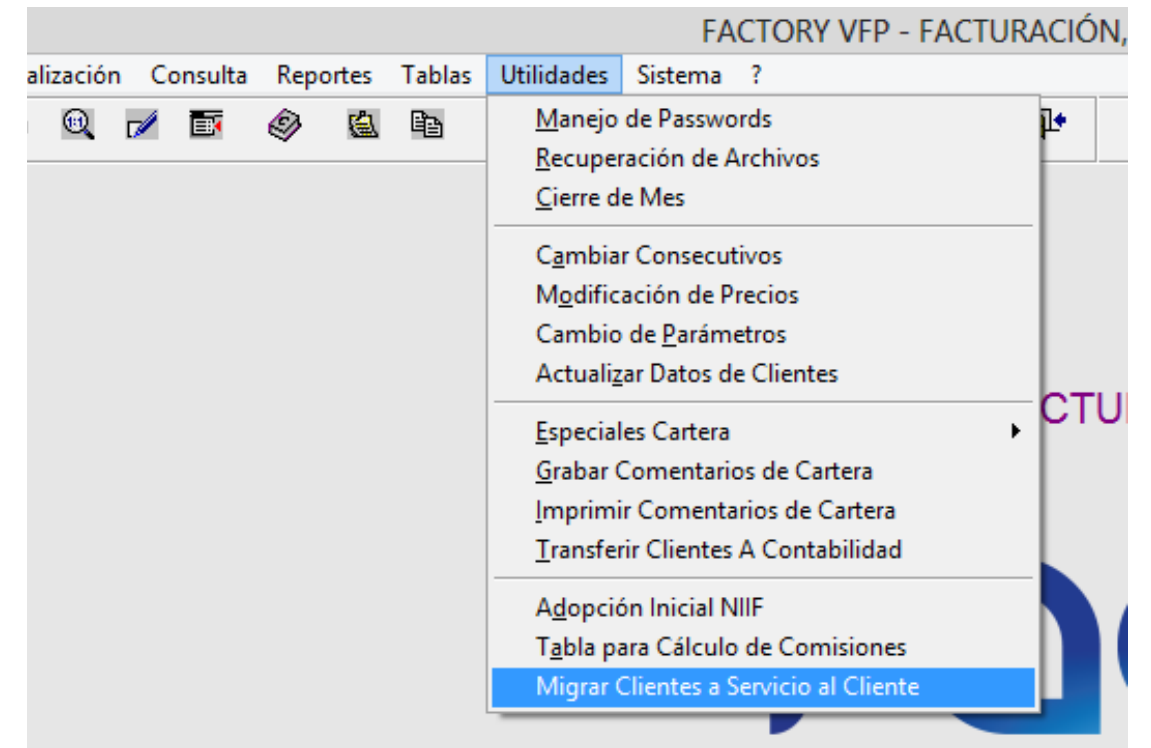 FACTORY VFP - FACTURACIÓN,
alización Consulta Reportes Tablas Utilidades Sistema ?
Manejo de Passwords
Recuperación de Archivos
Cierre de Mes
Cambiar Consecutivos
Modificación de Precios
Cambio de Parámetros
Actualizar Datos de Clientes
CTU
Especiales Cartera
Grabar Comentarios de Cartera
Imprimir Comentarios de Cartera
Transferir Clientes A Contabilidad
Adopción Inicial NIIF
Tabla para Cálculo de Comisiones
Migrar Clientes a Servicio al Cliente